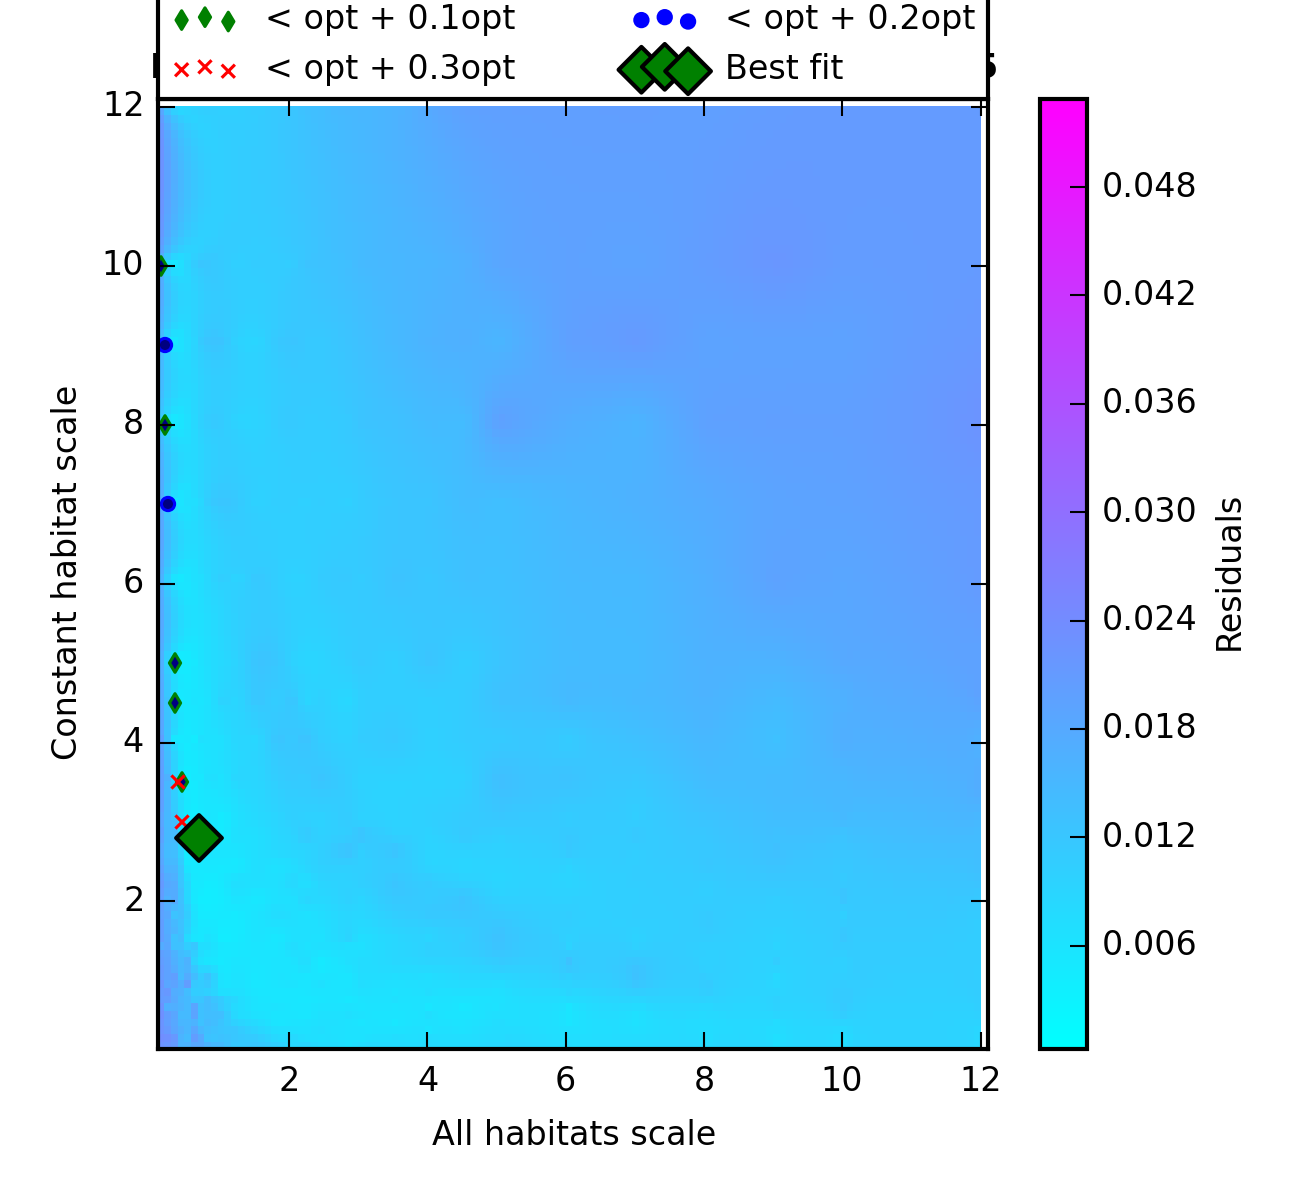 < opt + 0.1opt < opt + 0.2opt
< opt + 0.3opt Best fit
12
10
8
6
4
2
Constant habitat scale
2 4 6 8 10 12
All habitats scale
0.048
0.042
0.036
0.030
0.024
0.018
0.012
0.006
Residuals